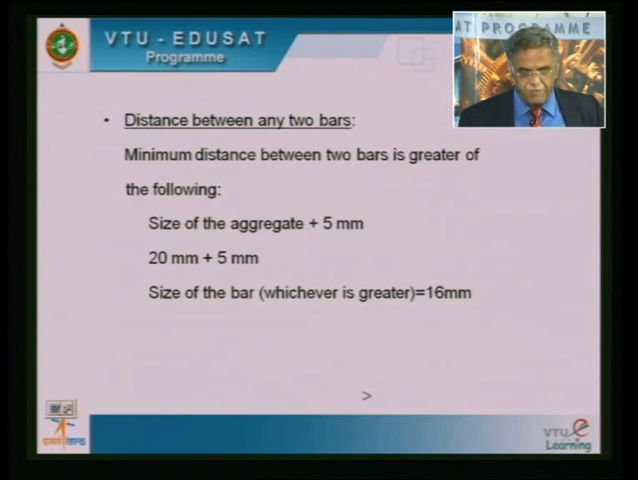 VTU - EDUSAT
Programme
AT PROGRAMME
• Distance between any two bars:
Minimum distance between two bars is greater of
the following:
Size of the aggregate + 5 mm
20 mm + 5 mm
Size of the bar (whichever is greater)=16mm
>
VTU e
Learning